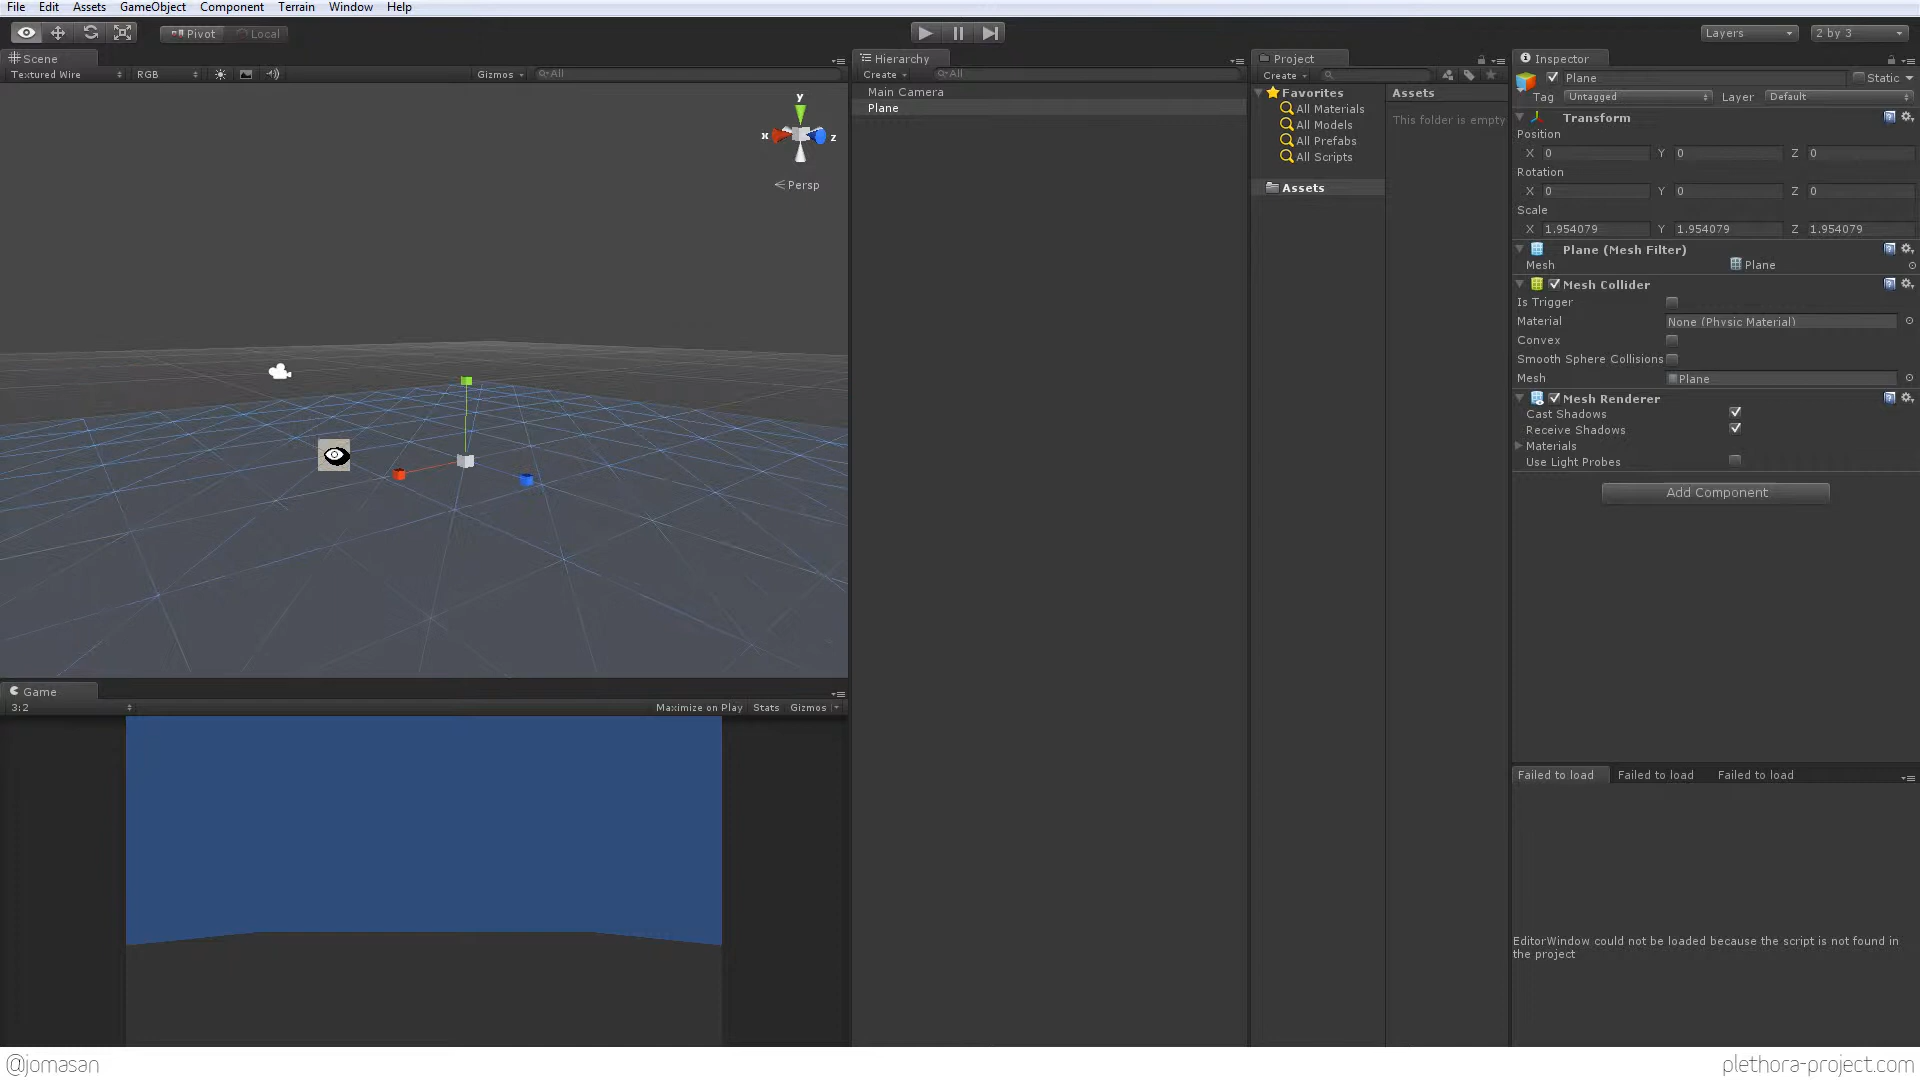 File Edit Assets GameObject Component Terrain Window Help
Pivot Local Layers 2 by 3
Scene
Textured Wire RGB Gizmos All
y
x z
Persp
Game
3:2 Maximize on Play Stats Gizmos
Hierarchy
Create All
Main Camera
Plane
Project
Create
Favorites
All Materials
All Models
All Prefabs
All Scripts
Assets
Assets
This folder is empty
Inspector
Plane Static
Tag Untagged Layer Default
Transform
Position
X 0 Y 0 Z 0
Rotation
X 0 Y 0 Z 0
Scale
X 1.954079 Y 1.954079 Z 1.954079
Plane (Mesh Filter)
Mesh Plane
Mesh Collider
Is Trigger
Material None (Physic Material)
Convex
Smooth Sphere Collisions
Mesh Plane
Mesh Renderer
Cast Shadows
Receive Shadows
Materials
Use Light Probes
Add Component
Failed to load Failed to load Failed to load
EditorWindow could not be loaded because the script is not found in
the project
@jomasan
plethora-project.com